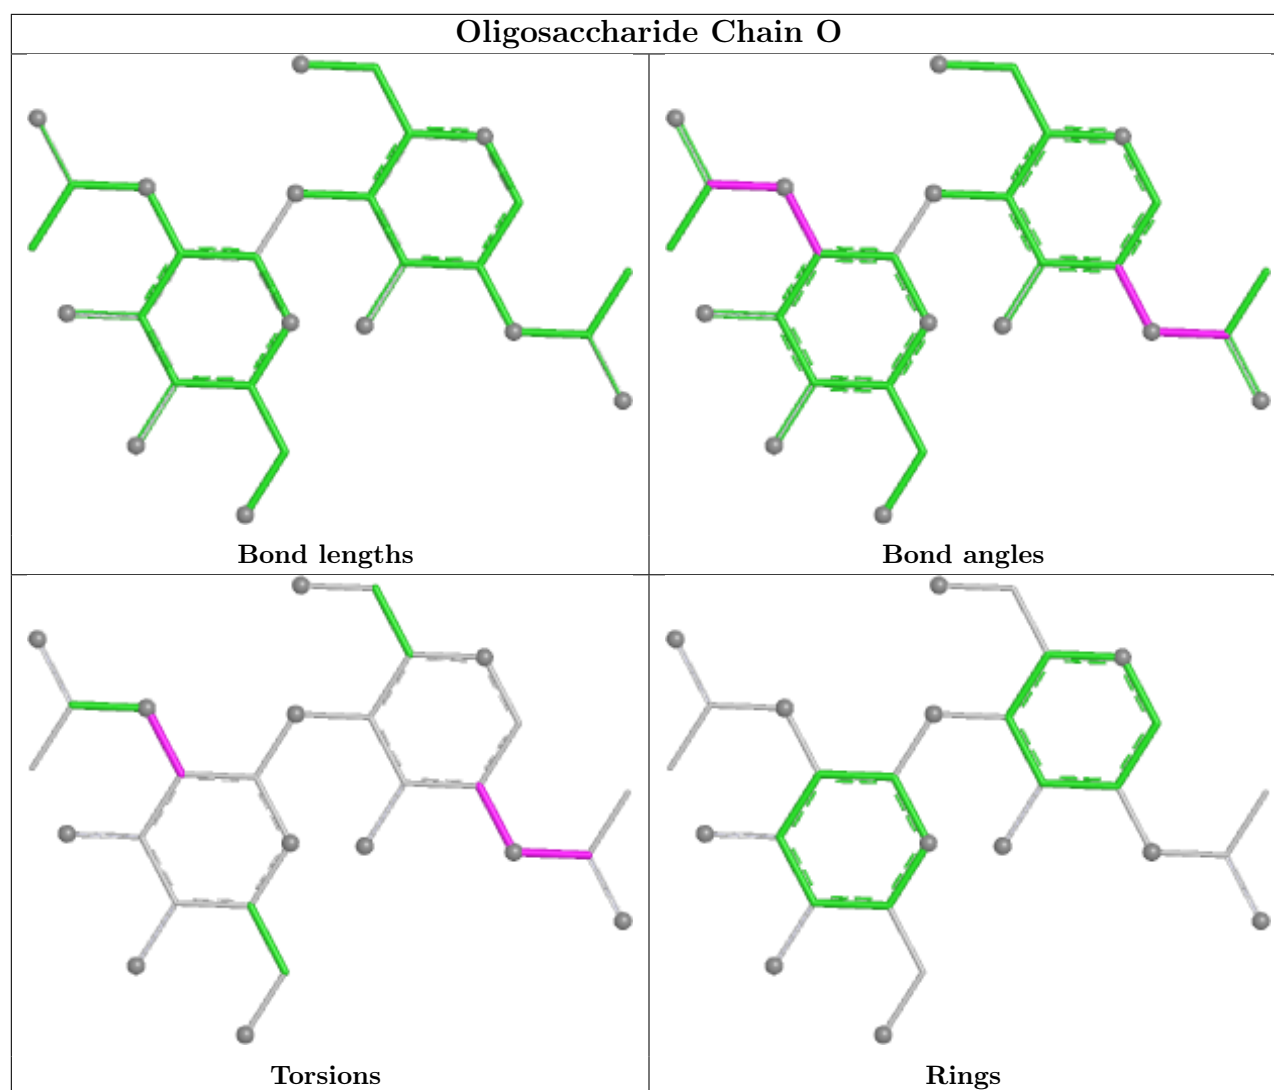 Oligosaccharide Chain O
Bond lengths
Bond angles
Torsions
Rings